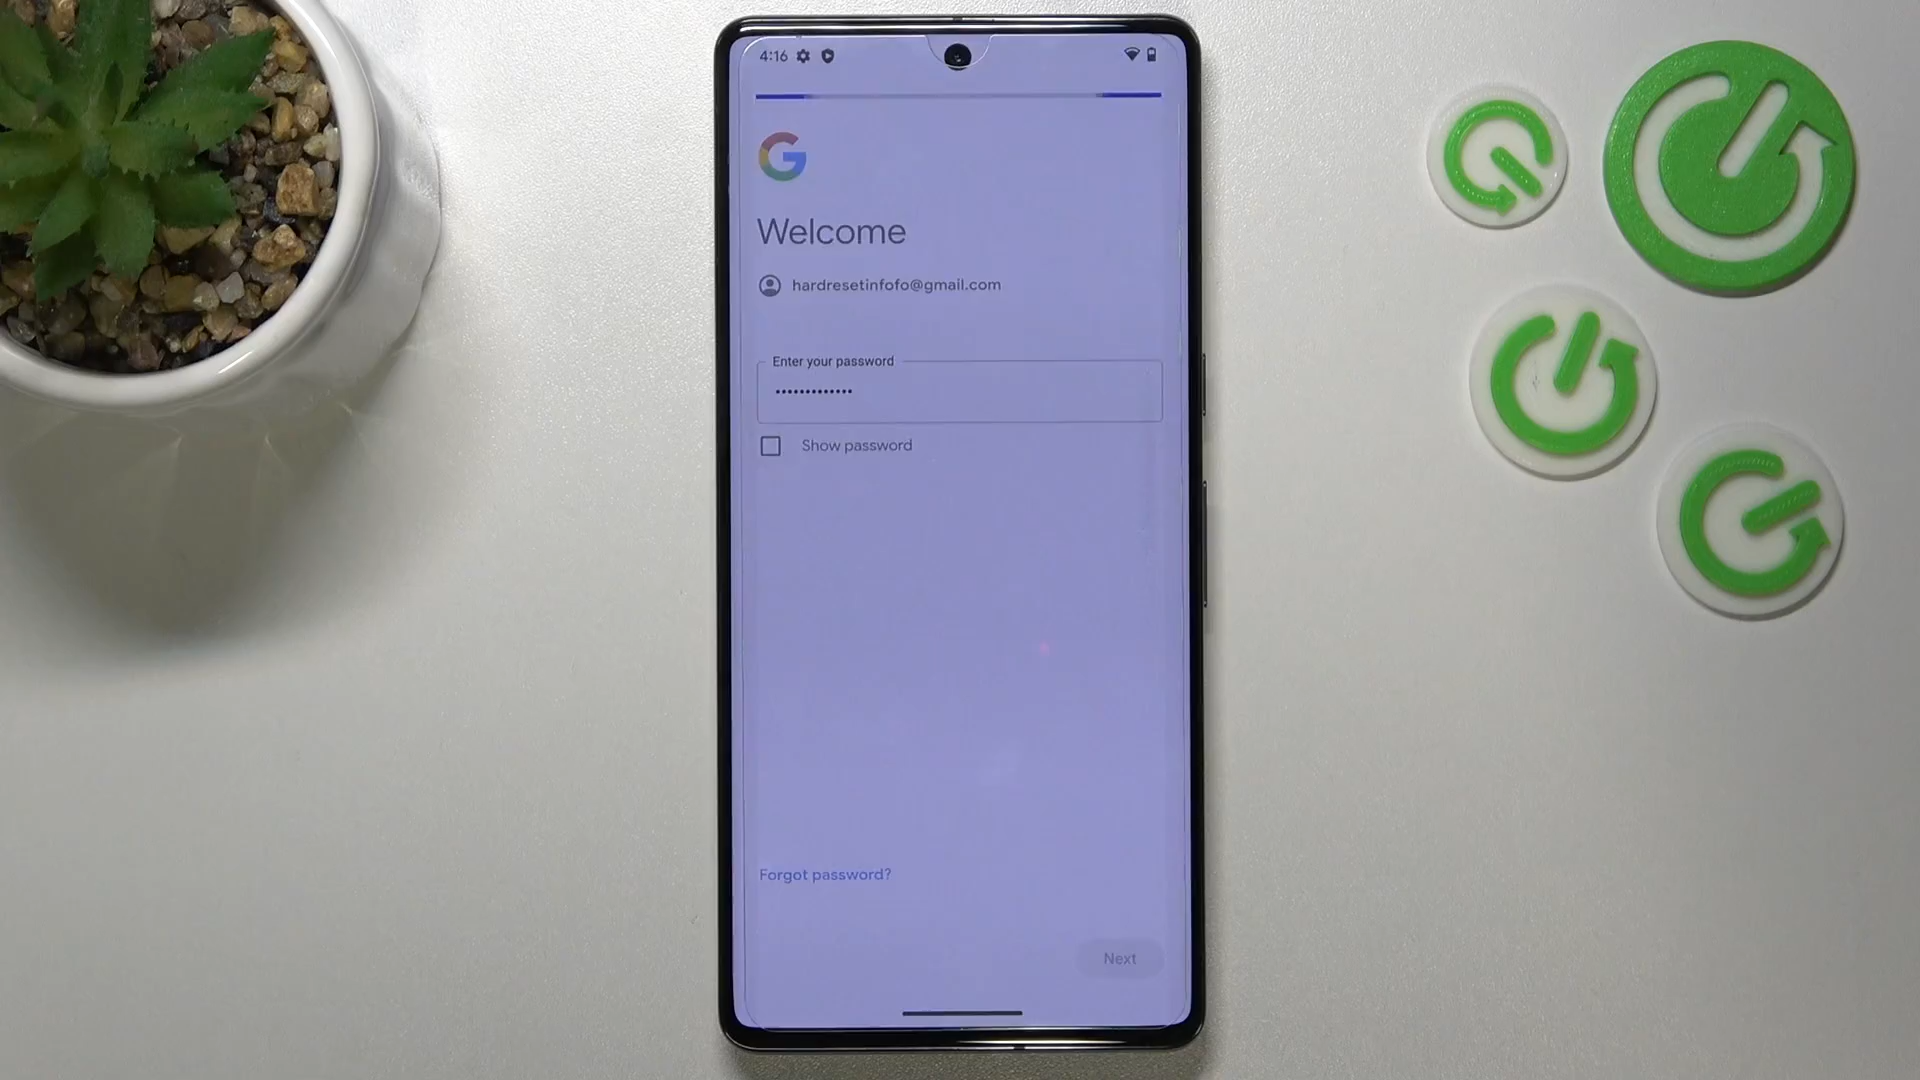 4:16
Welcome
hardresetinfofo@gmail.com
Enter your password
•••••••••••••
Show password
Forgot password?
Next